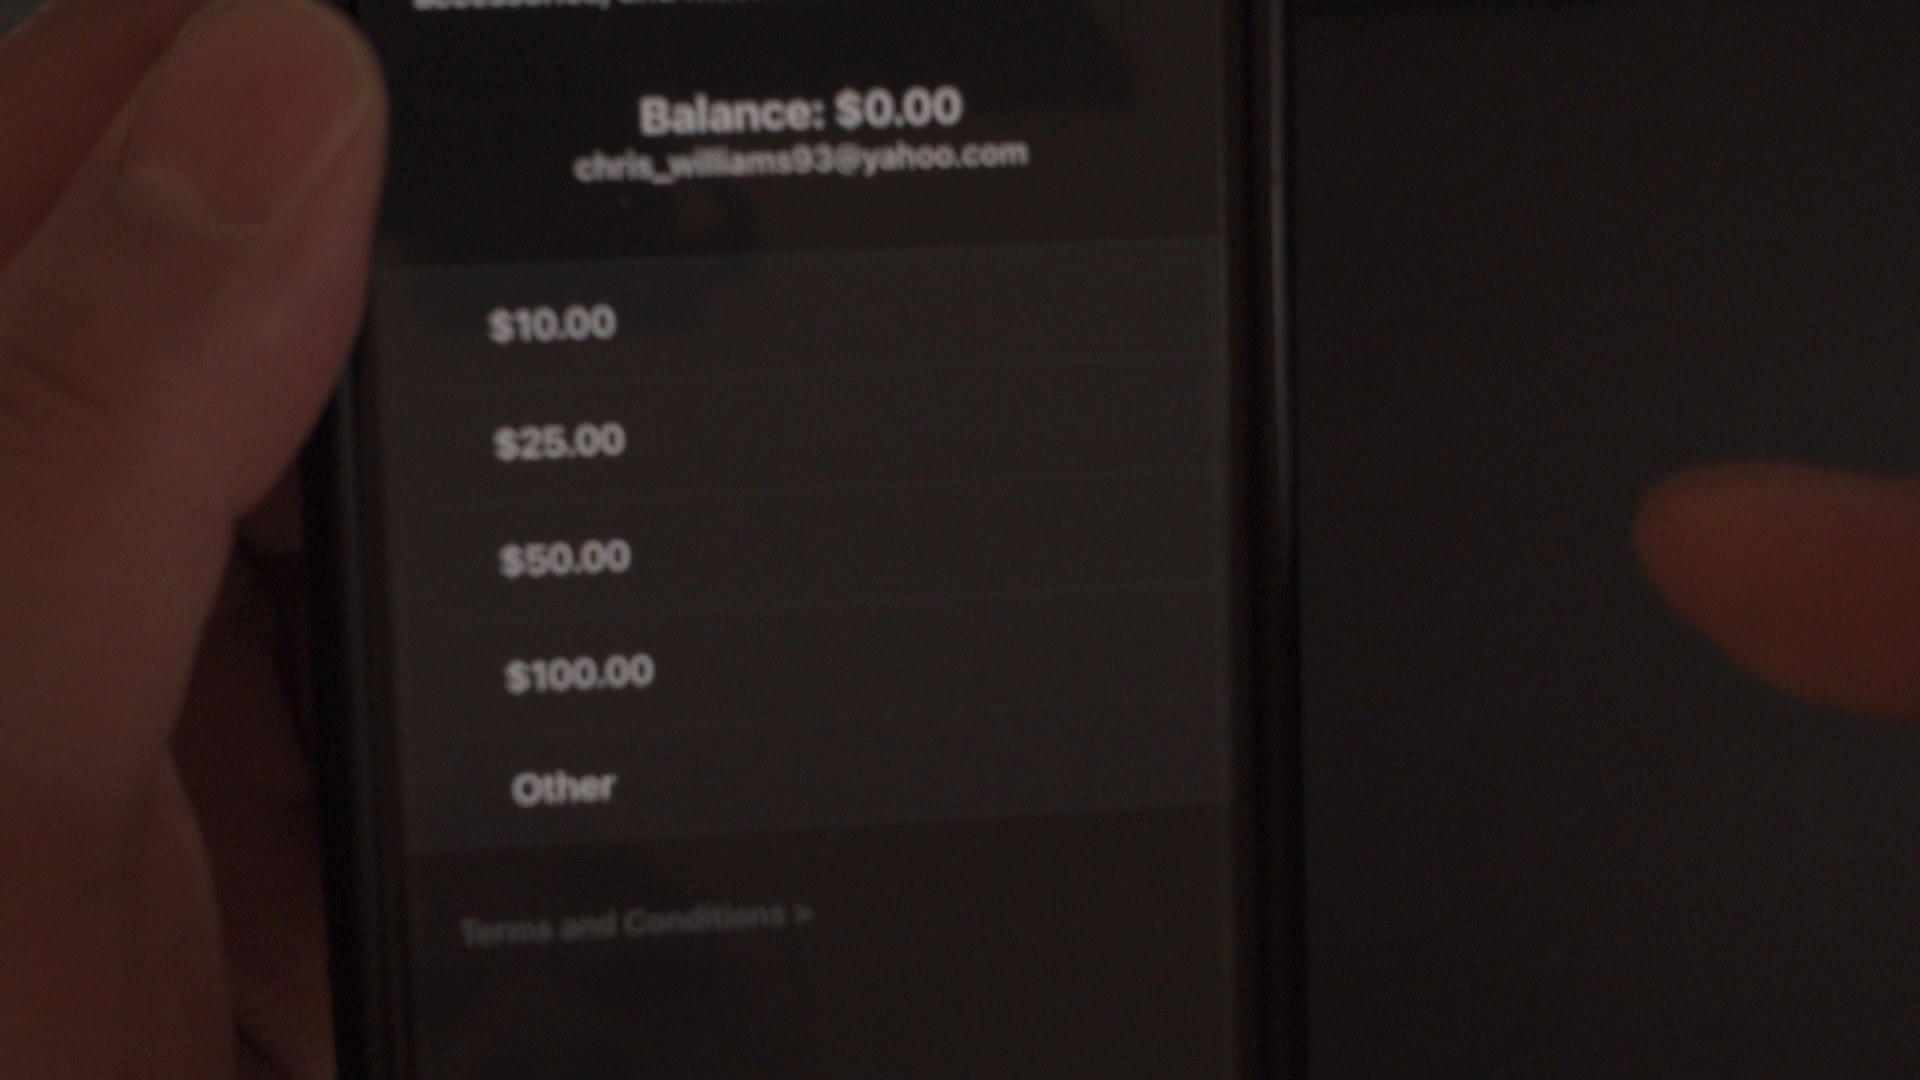 Balance: $0.00
chris_williams93@yahoo.com
$10.00
$25.00
$50.00
$100.00
Other
Terms and Conditions >